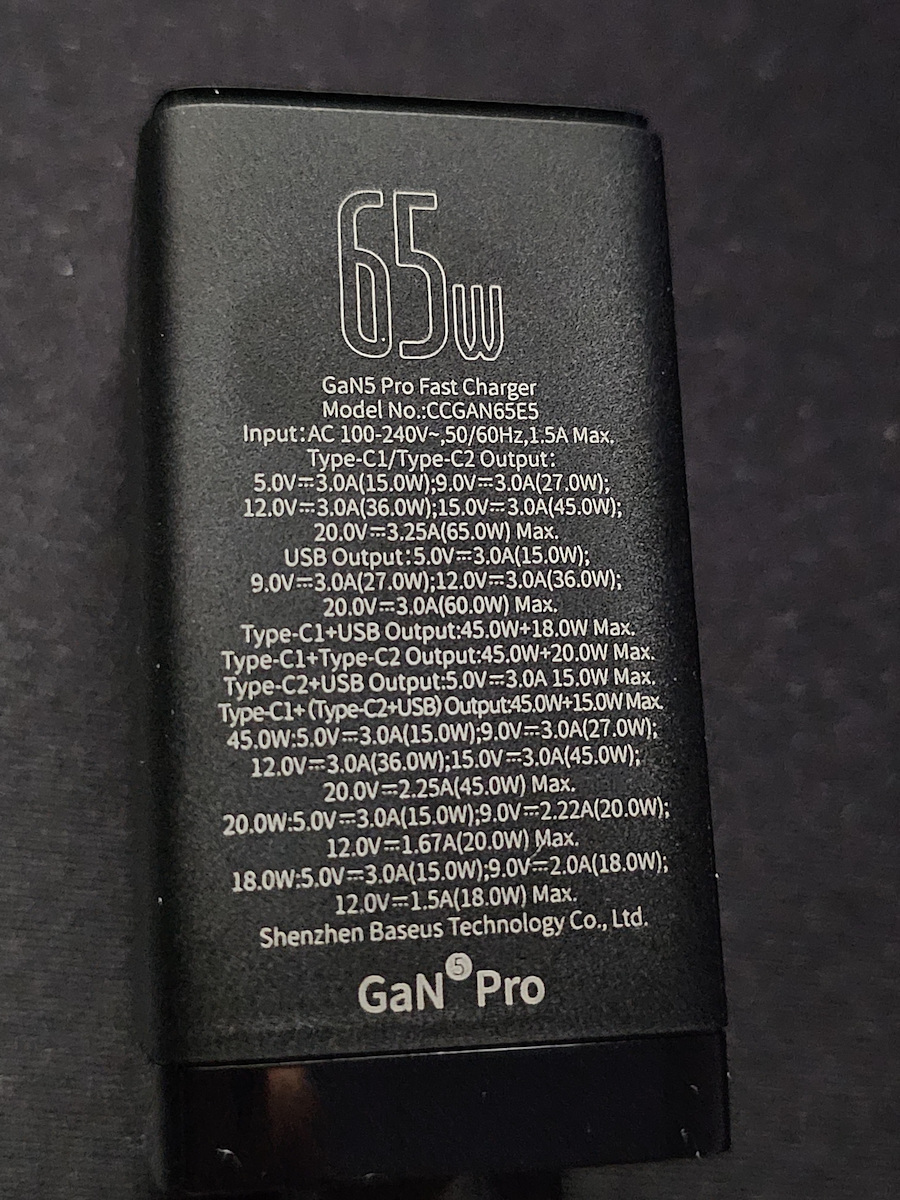 65w
GaN5 Pro Fast Charger
Model No.:CCGAN65E5
Input:AC 100-240V~,50/60Hz,1.5A Max.
Type-C1/Type-C2 Output:
5.0V⎓3.0A(15.0W);9.0V⎓3.0A(27.0W);
12.0V⎓3.0A(36.0W);15.0V⎓3.0A(45.0W);
20.0V⎓3.25A(65.0W) Max.
USB Output:5.0V⎓3.0A(15.0W);
9.0V⎓3.0A(27.0W);12.0V⎓3.0A(36.0W);
20.0V⎓3.0A(60.0W) Max.
Type-C1+USB Output:45.0W+18.0W Max.
Type-C1+Type-C2 Output:45.0W+20.0W Max.
Type-C2+USB Output:5.0V⎓3.0A 15.0W Max.
Type-C1+(Type-C2+USB) Output:45.0W+15.0W Max.
45.0W:5.0V⎓3.0A(15.0W);9.0V⎓3.0A(27.0W);
12.0V⎓3.0A(36.0W);15.0V⎓3.0A(45.0W);
20.0V⎓2.25A(45.0W) Max.
20.0W:5.0V⎓3.0A(15.0W);9.0V⎓2.22A(20.0W);
12.0V⎓1.67A(20.0W) Max.
18.0W:5.0V⎓3.0A(15.0W);9.0V⎓2.0A(18.0W);
12.0V⎓1.5A(18.0W) Max.
Shenzhen Baseus Technology Co., Ltd.
GaN⑤ Pro